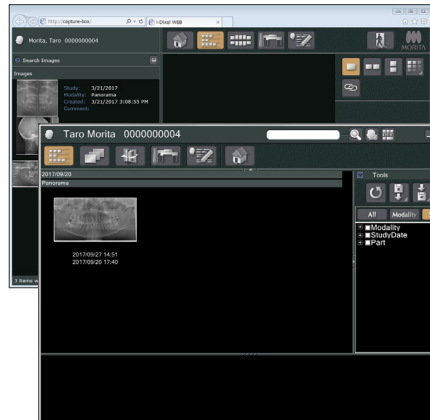 http://capture-box/
i-Dixel WEB
Morita, Taro 0000000004
MORITA
Search Images
Images
Study: 3/21/2017
Modality: Panorama
Created: 3/21/2017 3:08:55 PM
Comment:
3 Items
Taro Morita 0000000004
2017/09/20
Panorama
Tools
All Modality
Modality
StudyDate
Part
2017/09/27 14:51
2017/09/20 17:40